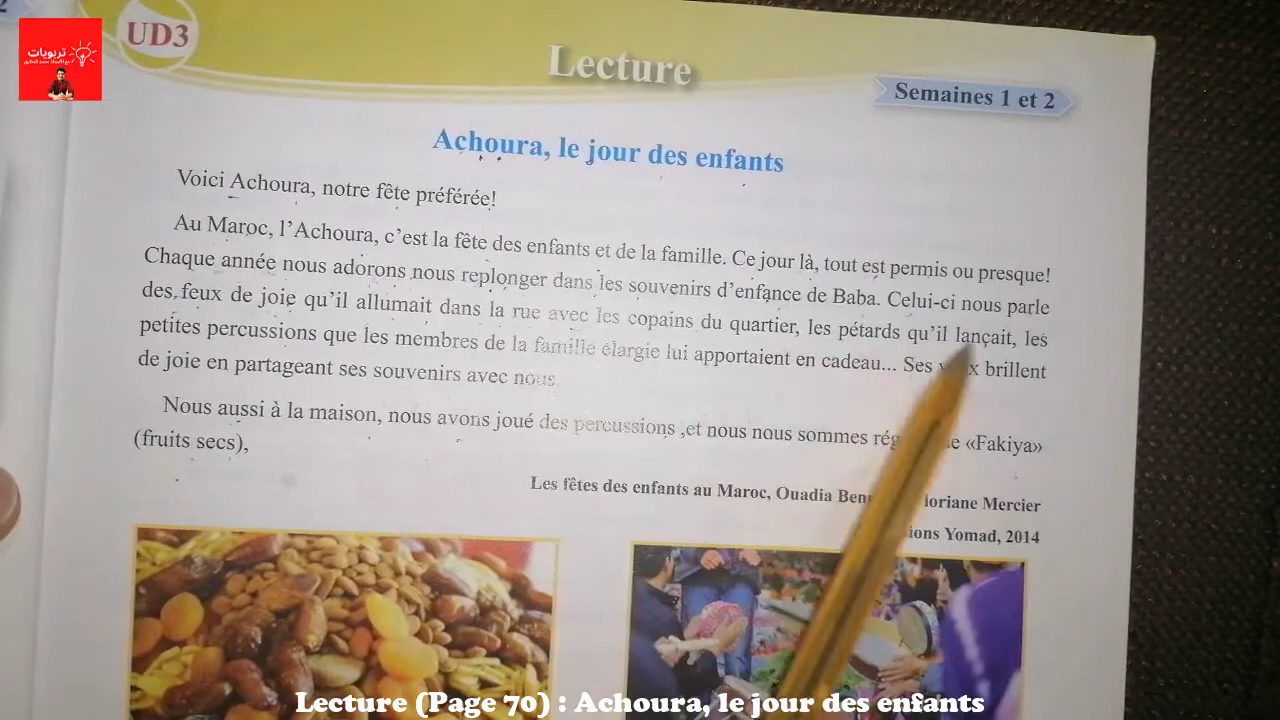 UD3
تربويات
Lecture
Semaines 1 et 2
Achoura, le jour des enfants
Voici Achoura, notre fête préférée!
Au Maroc, l’Achoura, c’est la fête des enfants et de la famille. Ce jour là, tout est permis ou presque!
Chaque année nous adorons nous replonger dans les souvenirs d’enfance de Baba. Celui-ci nous parle
des feux de joie qu’il allumait dans la rue avec les copains du quartier, les pétards qu’il lançait, les
petites percussions que les membres de la famille élargie lui apportaient en cadeau... Ses brillent
de joie en partageant ses souvenirs avec nous
Nous aussi à la maison, nous avons joué des percussions ,et nous nous sommes «Fakiya»
(fruits secs),
Les fêtes des enfants au Maroc, Ouadia Mercier
Yomad, 2014
Lecture (Page 70) : Achoura, le jour des enfants